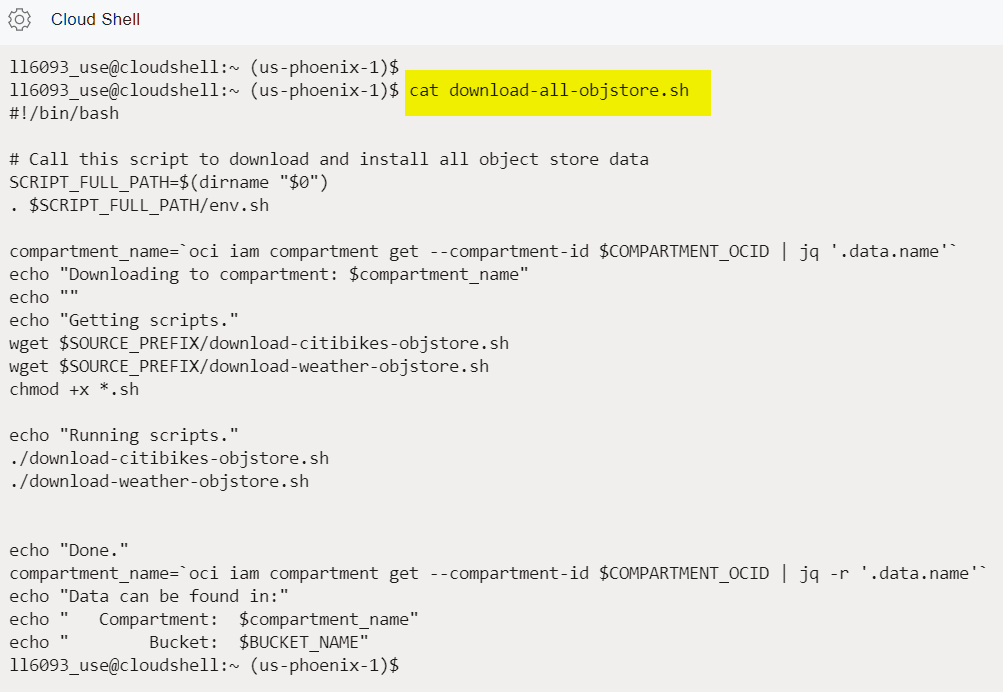 Cloud Shell
ll6093_use@cloudshell:~ (us-phoenix-1)$
ll6093_use@cloudshell:~ (us-phoenix-1)$ cat download-all-objstore.sh
#!/bin/bash
# Call this script to download and install all object store data
SCRIPT_FULL_PATH=$(dirname "$0")
. $SCRIPT_FULL_PATH/env.sh
compartment_name=`oci iam compartment get --compartment-id $COMPARTMENT_OCID | jq '.data.name'`
echo "Downloading to compartment: $compartment_name"
echo ""
echo "Getting scripts."
wget $SOURCE_PREFIX/download-citibikes-objstore.sh
wget $SOURCE_PREFIX/download-weather-objstore.sh
chmod +x *.sh
echo "Running scripts."
./download-citibikes-objstore.sh
./download-weather-objstore.sh
echo "Done."
compartment_name=`oci iam compartment get --compartment-id $COMPARTMENT_OCID | jq -r '.data.name'`
echo "Data can be found in:"
echo "   Compartment:  $compartment_name"
echo "        Bucket:  $BUCKET_NAME"
ll6093_use@cloudshell:~ (us-phoenix-1)$